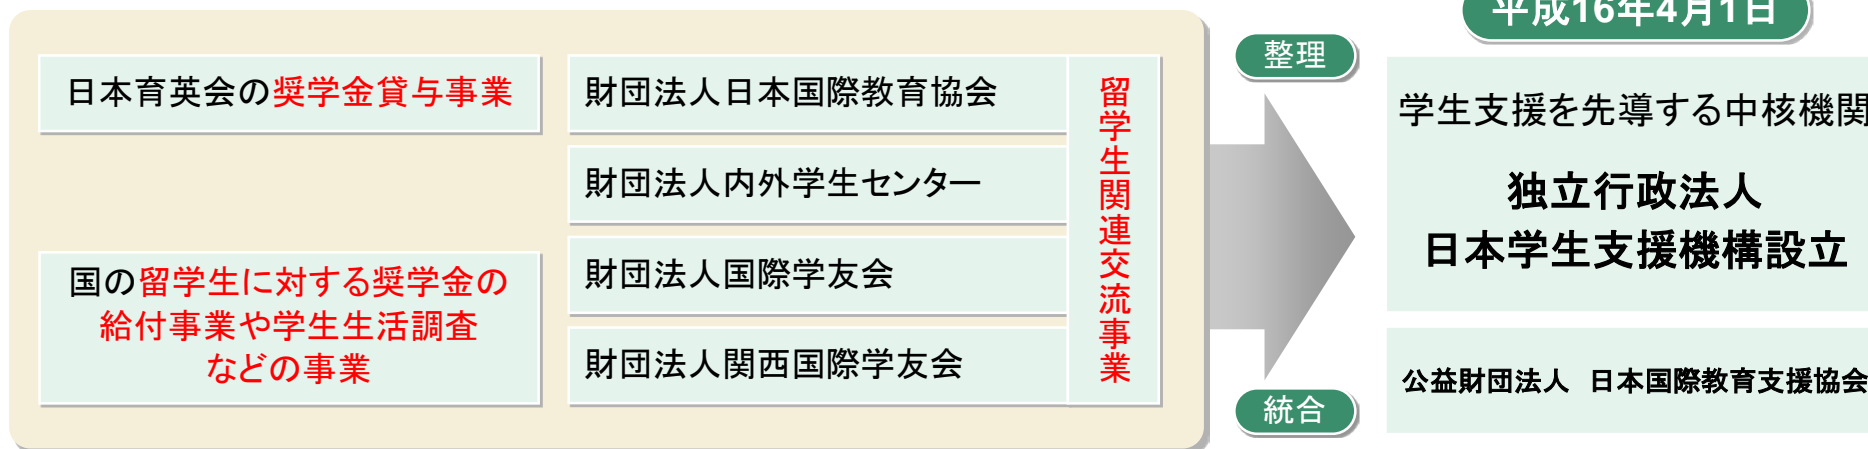 日本育英会の奨学金貸与事業
国の留学生に対する奨学金の
給付事業や学生生活調査
などの事業
財団法人日本国際教育協会
財団法人内外学生センター
財団法人国際学友会
財団法人関西国際学友会
留学生関連交流事業
整理
統合
平成16年4月1日
学生支援を先導する中核機関
独立行政法人
日本学生支援機構設立
公益財団法人 日本国際教育支援協会